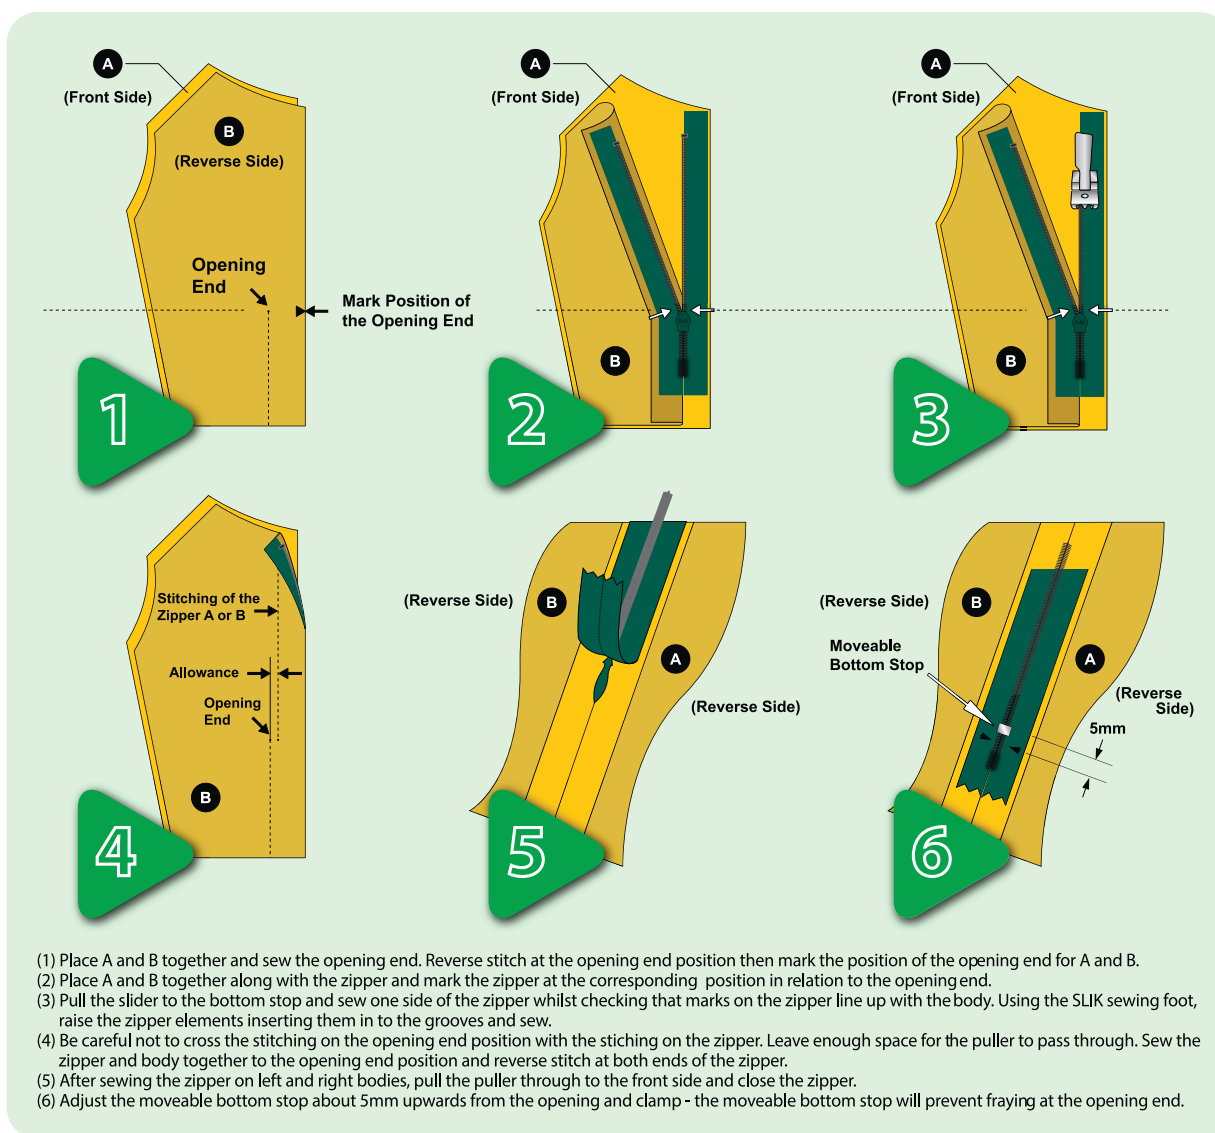 A
(Front Side)
B
(Reverse Side)
Opening
End
Mark Position of
the Opening End
1
A
(Front Side)
B
2
A
(Front Side)
B
3
Stitching of the
Zipper A or B
Allowance
Opening
End
B
4
(Reverse Side)
B
A
(Reverse Side)
5
(Reverse Side)
B
Moveable
Bottom Stop
A
(Reverse
Side)
5mm
6
(1) Place A and B together and sew the opening end. Reverse stitch at the opening end position then mark the position of the opening end for A and B.
(2) Place A and B together along with the zipper and mark the zipper at the corresponding position in relation to the opening end.
(3) Pull the slider to the bottom stop and sew one side of the zipper whilst checking that marks on the zipper line up with the body. Using the SLIK sewing foot,
raise the zipper elements inserting them in to the grooves and sew.
(4) Be careful not to cross the stitching on the opening end position with the stiching on the zipper. Leave enough space for the puller to pass through. Sew the
zipper and body together to the opening end position and reverse stitch at both ends of the zipper.
(5) After sewing the zipper on left and right bodies, pull the puller through to the front side and close the zipper.
(6) Adjust the moveable bottom stop about 5mm upwards from the opening and clamp - the moveable bottom stop will prevent fraying at the opening end.